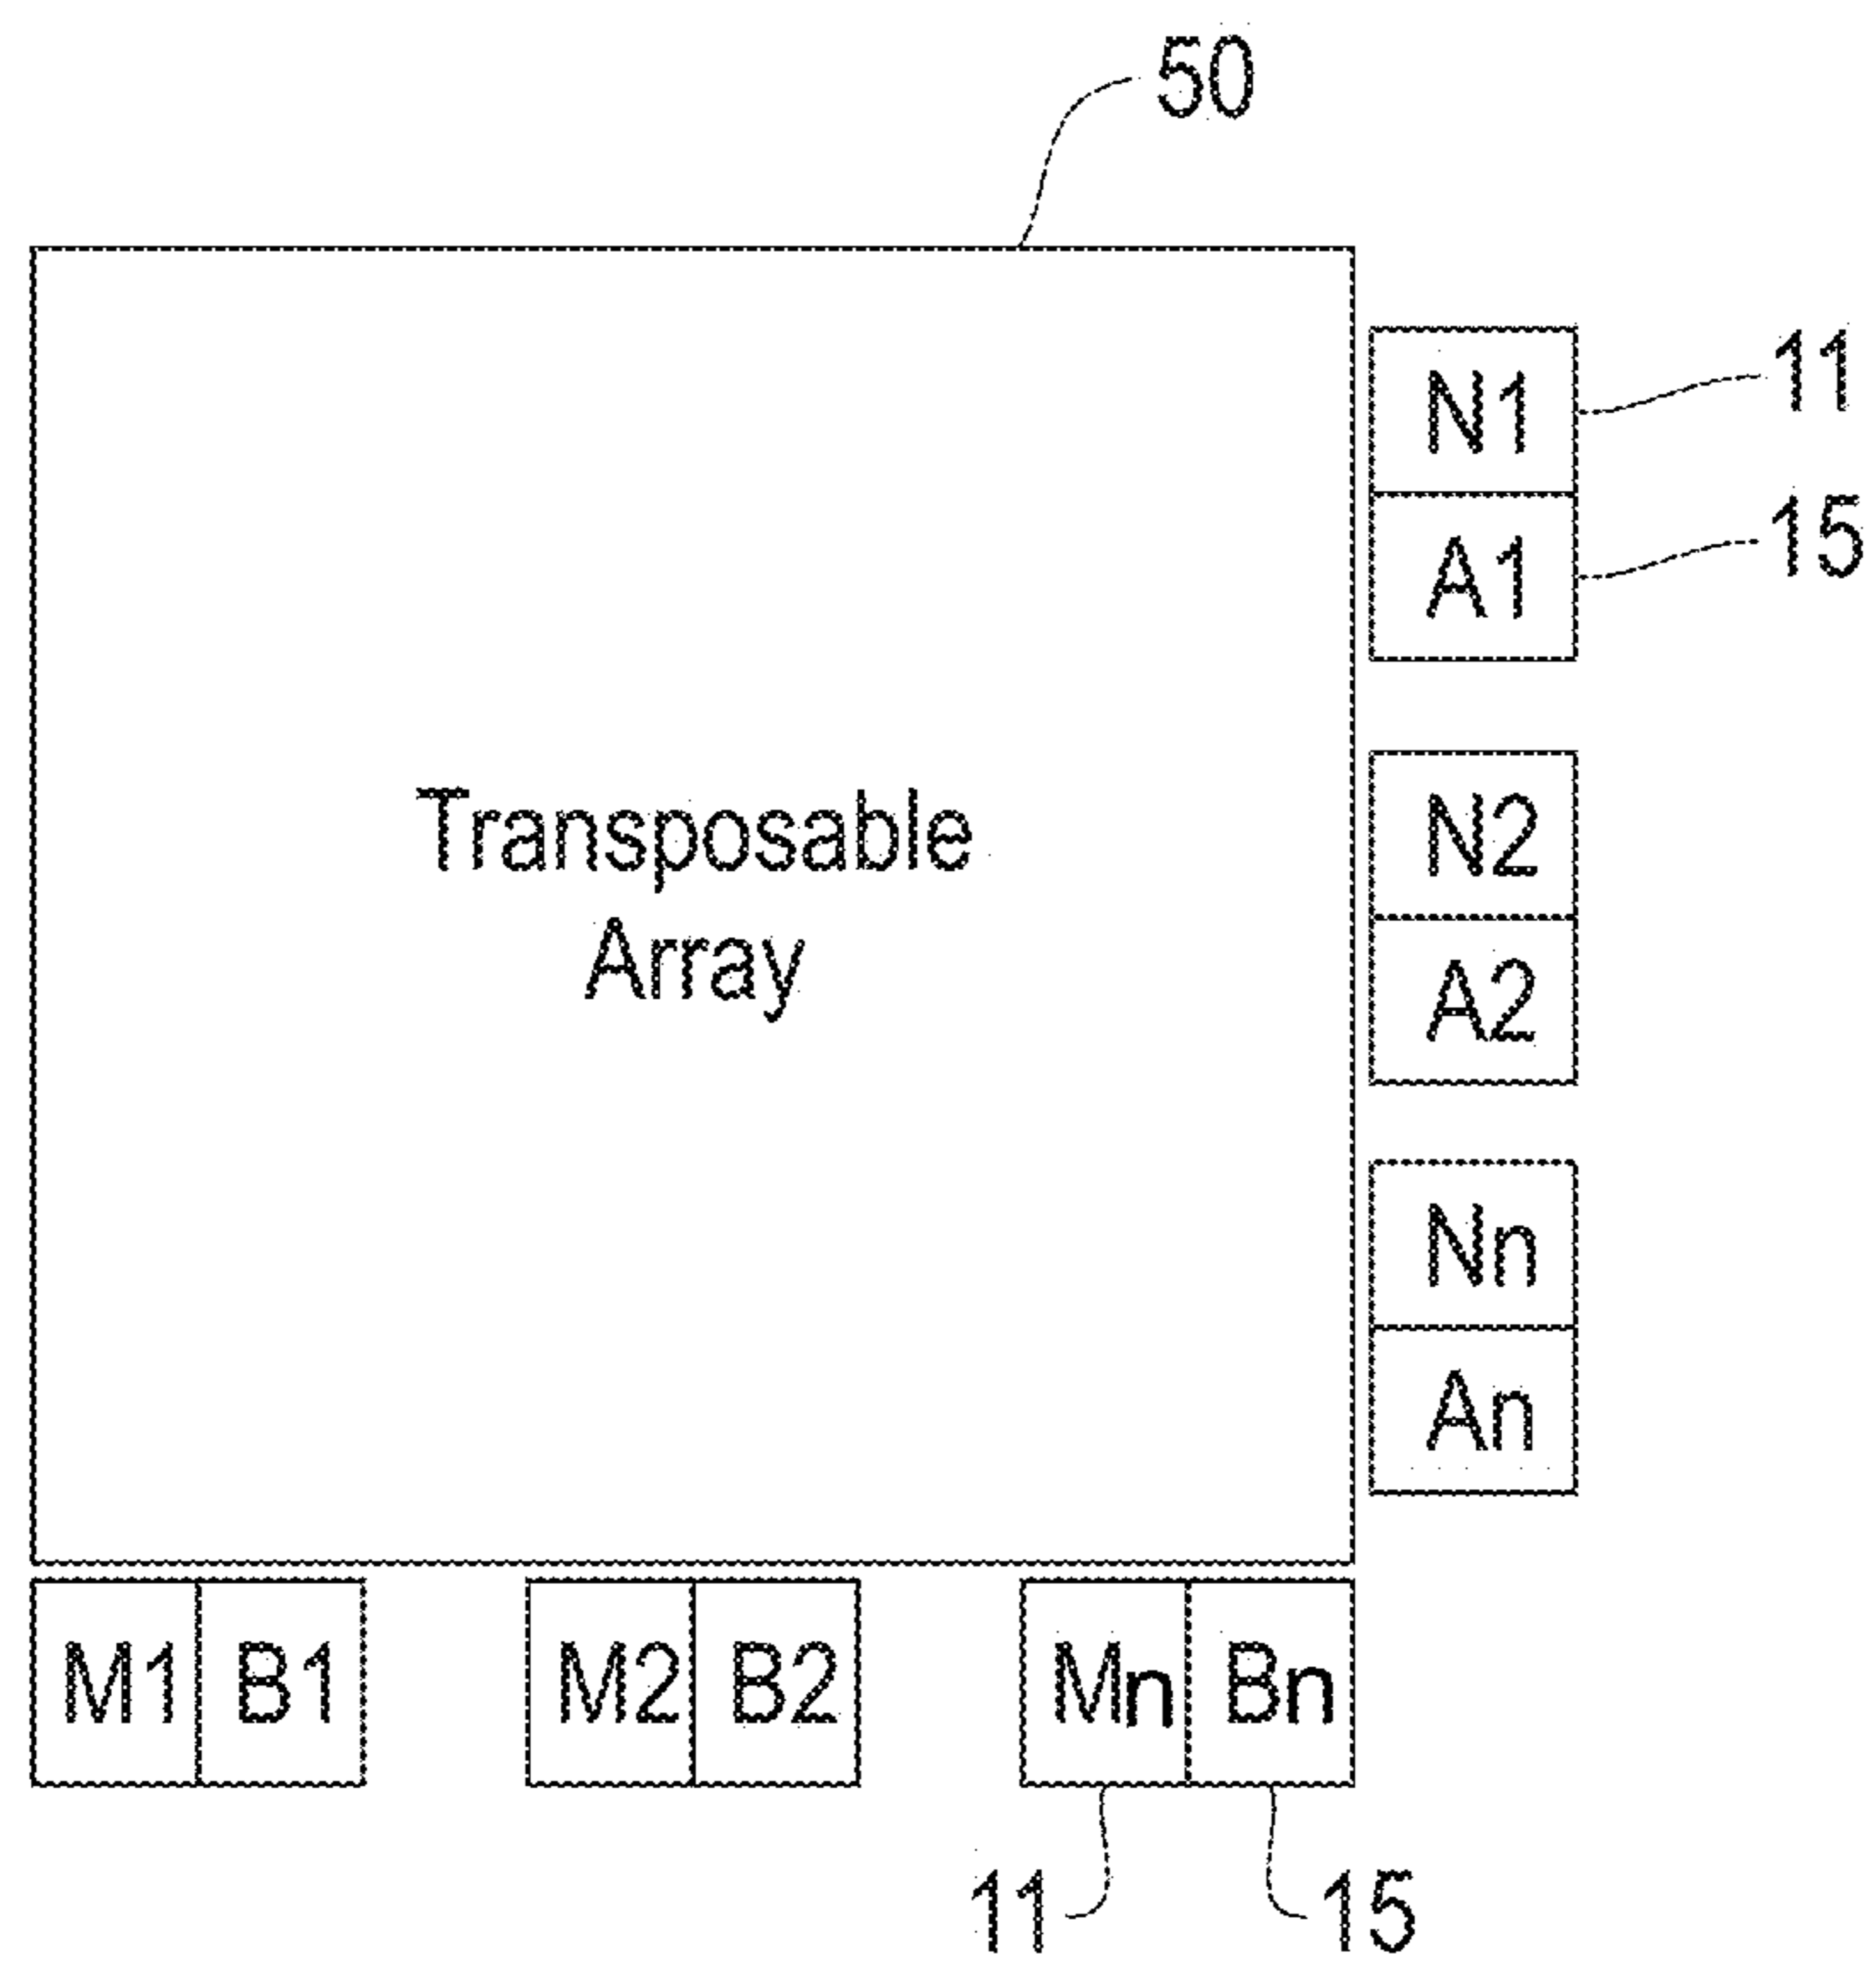 50
N1
11
A1
15
Transposable
Array
N2
A2
Nn
An
M1 B1 M2 B2 Mn Bn
11 15